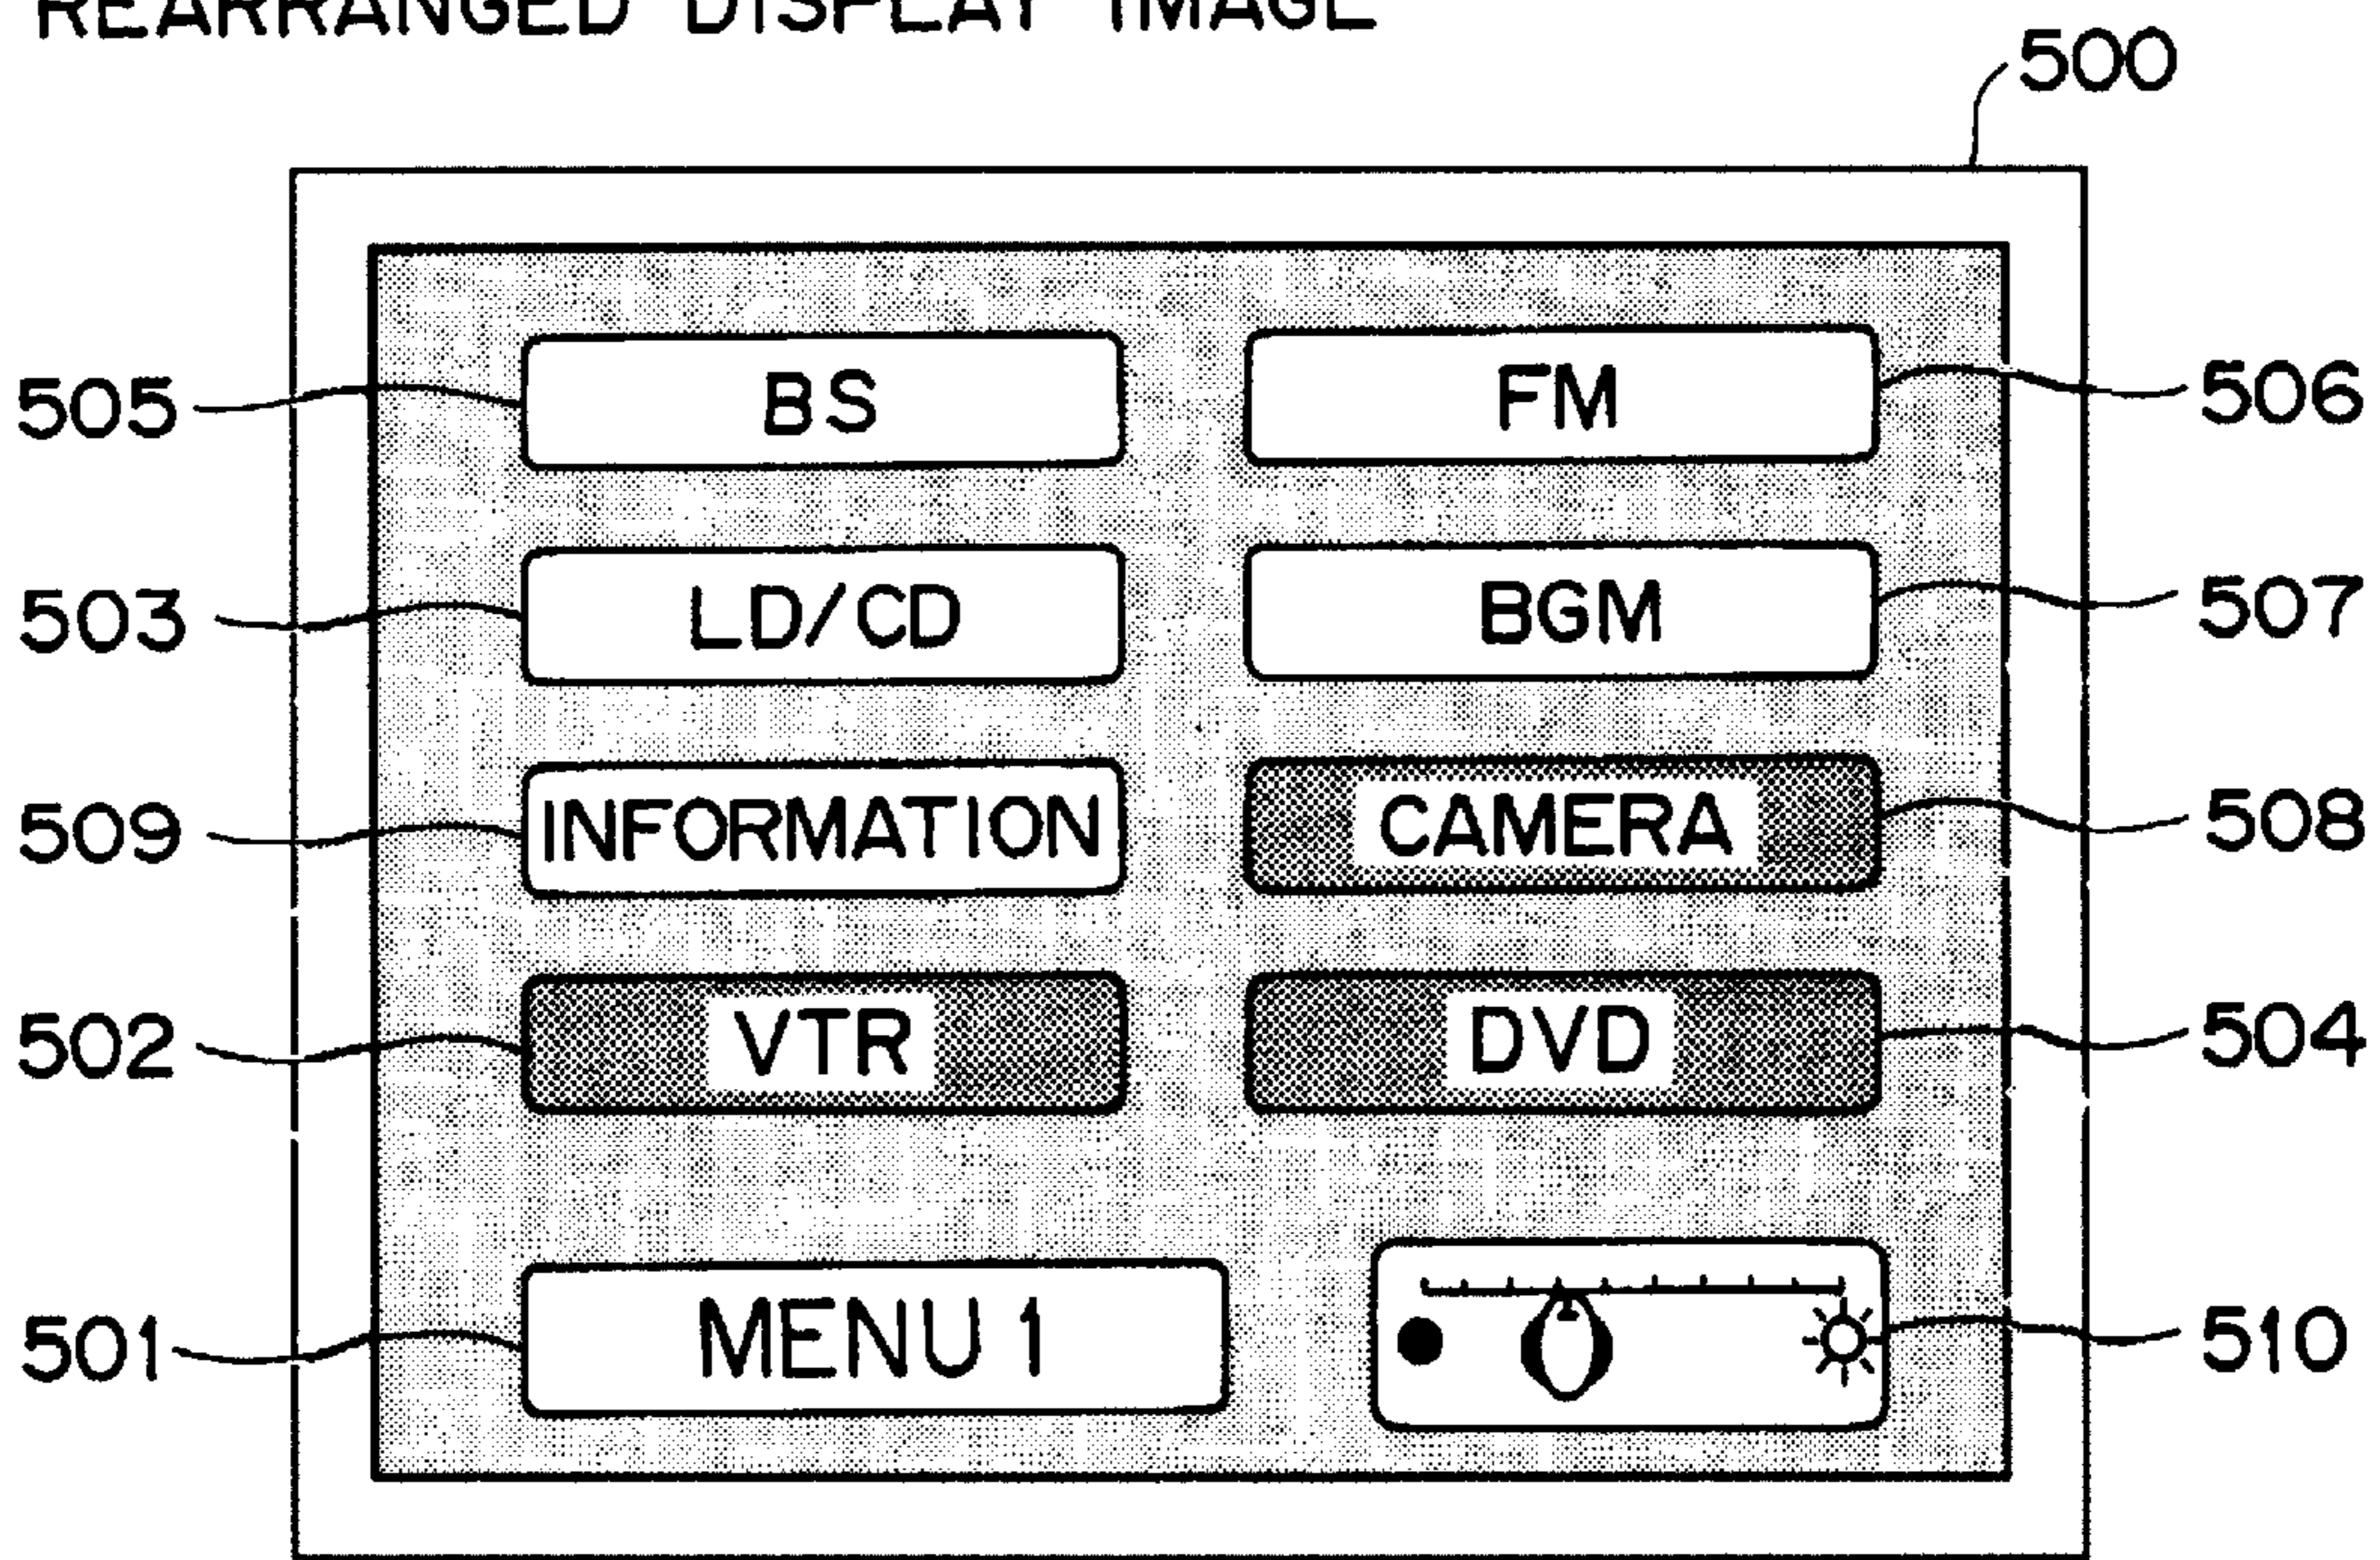 REARRANGED DISPLAY IMAGE
500
505 BS FM 506
503 LD/CD BGM 507
509 INFORMATION CAMERA 508
502 VTR DVD 504
501 MENU 1 510